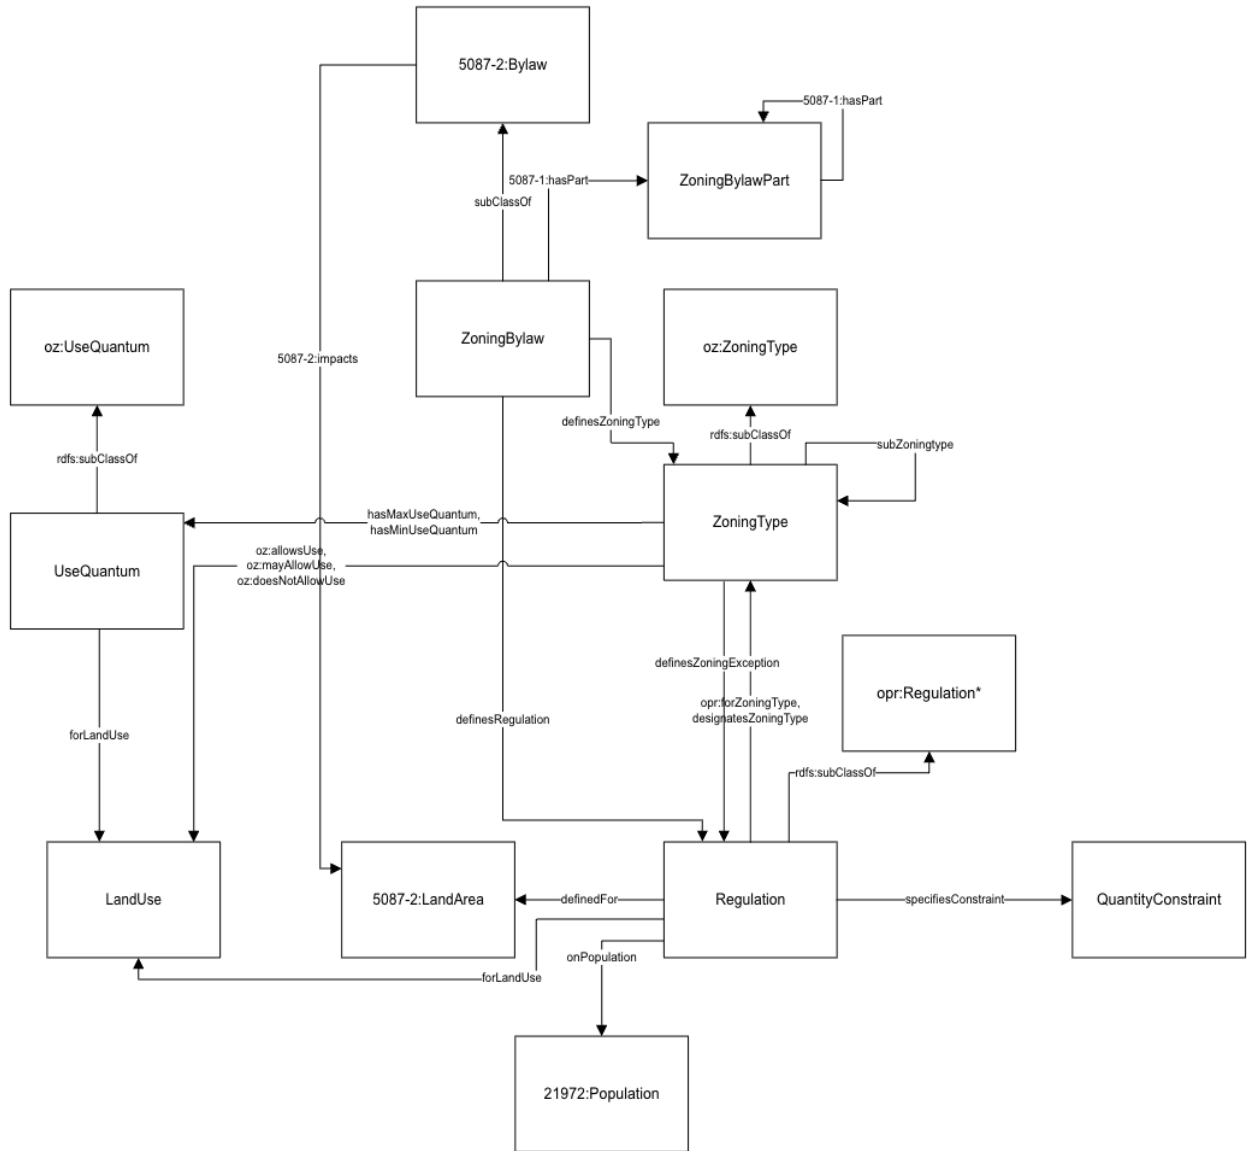 5087-2:Bylaw
5087-1:hasPart
ZoningBylawPart
5087-1:hasPart
subClassOf
ZoningBylaw
oz:UseQuantum
oz:ZoningType
5087-2:impacts
definesZoningType
rdfs:subClassOf
subZoningtype
rdfs:subClassOf
hasMaxUseQuantum,
hasMinUseQuantum
ZoningType
oz:allowsUse,
oz:mayAllowUse,
oz:doesNotAllowUse
UseQuantum
definesZoningException
opr:forZoningType,
designatesZoningType
opr:Regulation*
definesRegulation
forLandUse
rdfs:subClassOf
LandUse
5087-2:LandArea
definedFor
Regulation
specifiesConstraint
QuantityConstraint
onPopulation
forLandUse
21972:Population